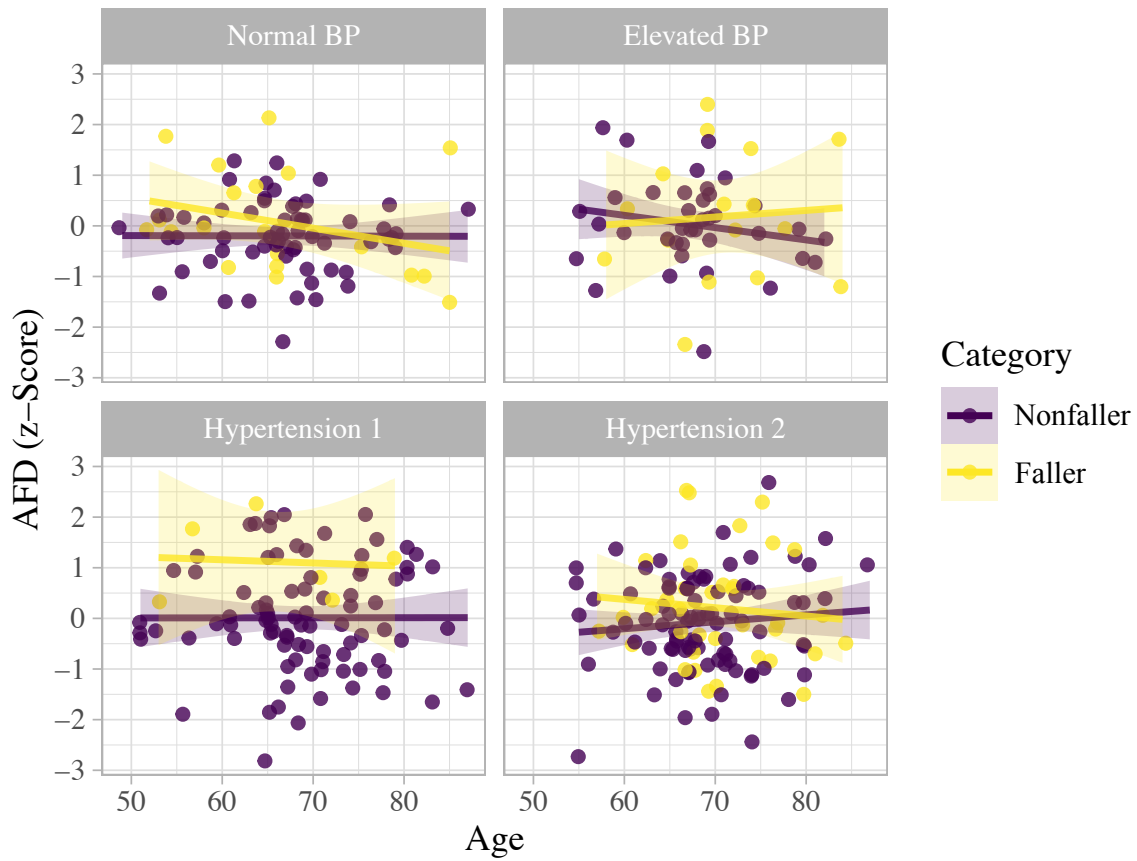 Normal BP
Elevated BP
3
2
1
0
−1
−2
−3
Hypertension 1
Hypertension 2
3
2
1
0
−1
−2
−3
50
60
70
80
50
60
70
80
Age
AFD (z−Score)
Category
Nonfaller
Faller